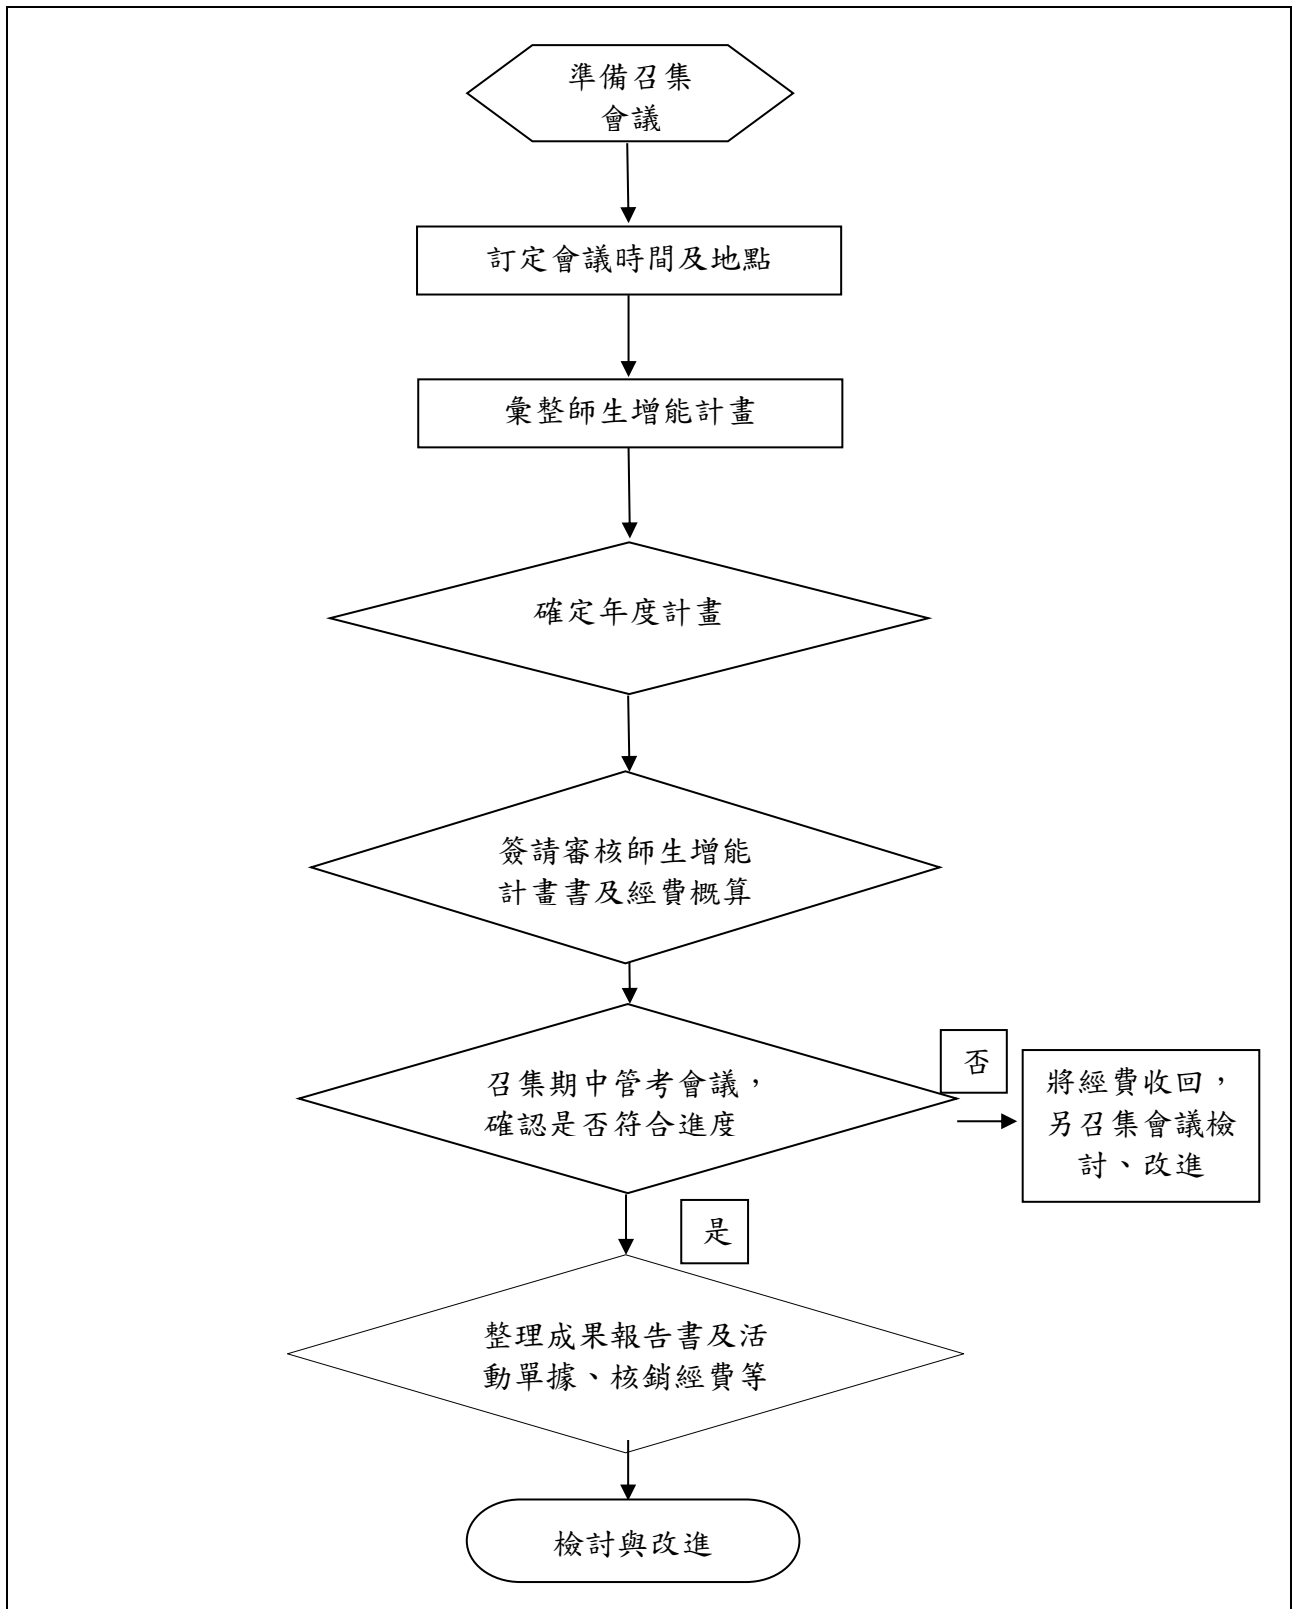 準備召集
會議
訂定會議時間及地點
彙整師生增能計畫
確定年度計畫
簽請審核師生增能
計畫書及經費概算
召集期中管考會議，
確認是否符合進度
否
將經費收回，
另召集會議檢
討、改進
是
整理成果報告書及活
動單據、核銷經費等
檢討與改進